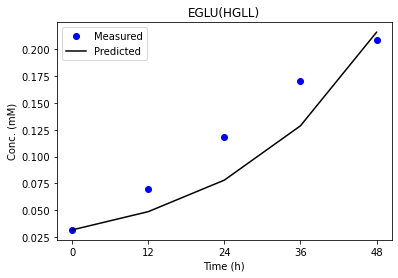 EGLU(HGLL)
Measured
Predicted
Conc. (mM)
0.200
0.175
0.150
0.125
0.100
0.075
0.050
0.025
0 12 24 36 48
Time (h)